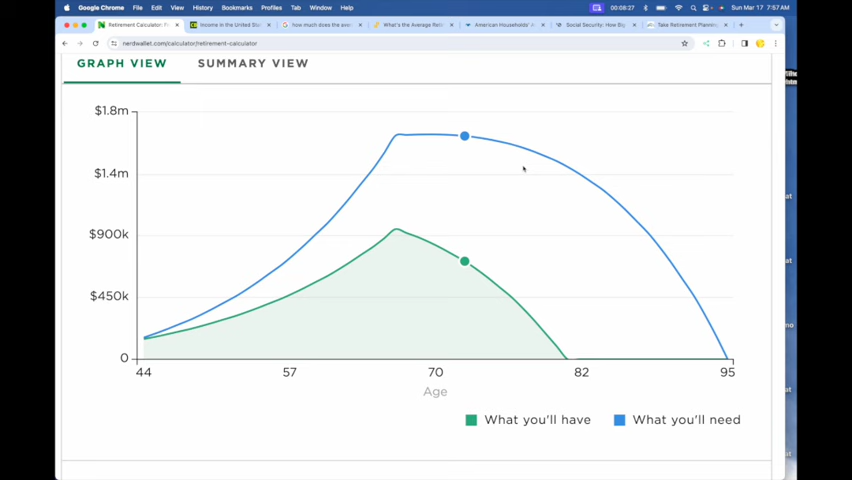 Google Chrome File Edit View History Bookmarks Profiles Tab Window Help 00:08:27 Sun Mar 17 7:57 AM
Retirement Calculator: Fr Income in the United Sta how much does the ave What's the Average Reti American Households' A Social Security: How Big Take Retirement Planning
nerdwallet.com/calculator/retirement-calculator
GRAPH VIEW SUMMARY VIEW
$1.8m
$1.4m
$900k
$450k
0
44 57 70 82 95
Age
What you'll have What you'll need